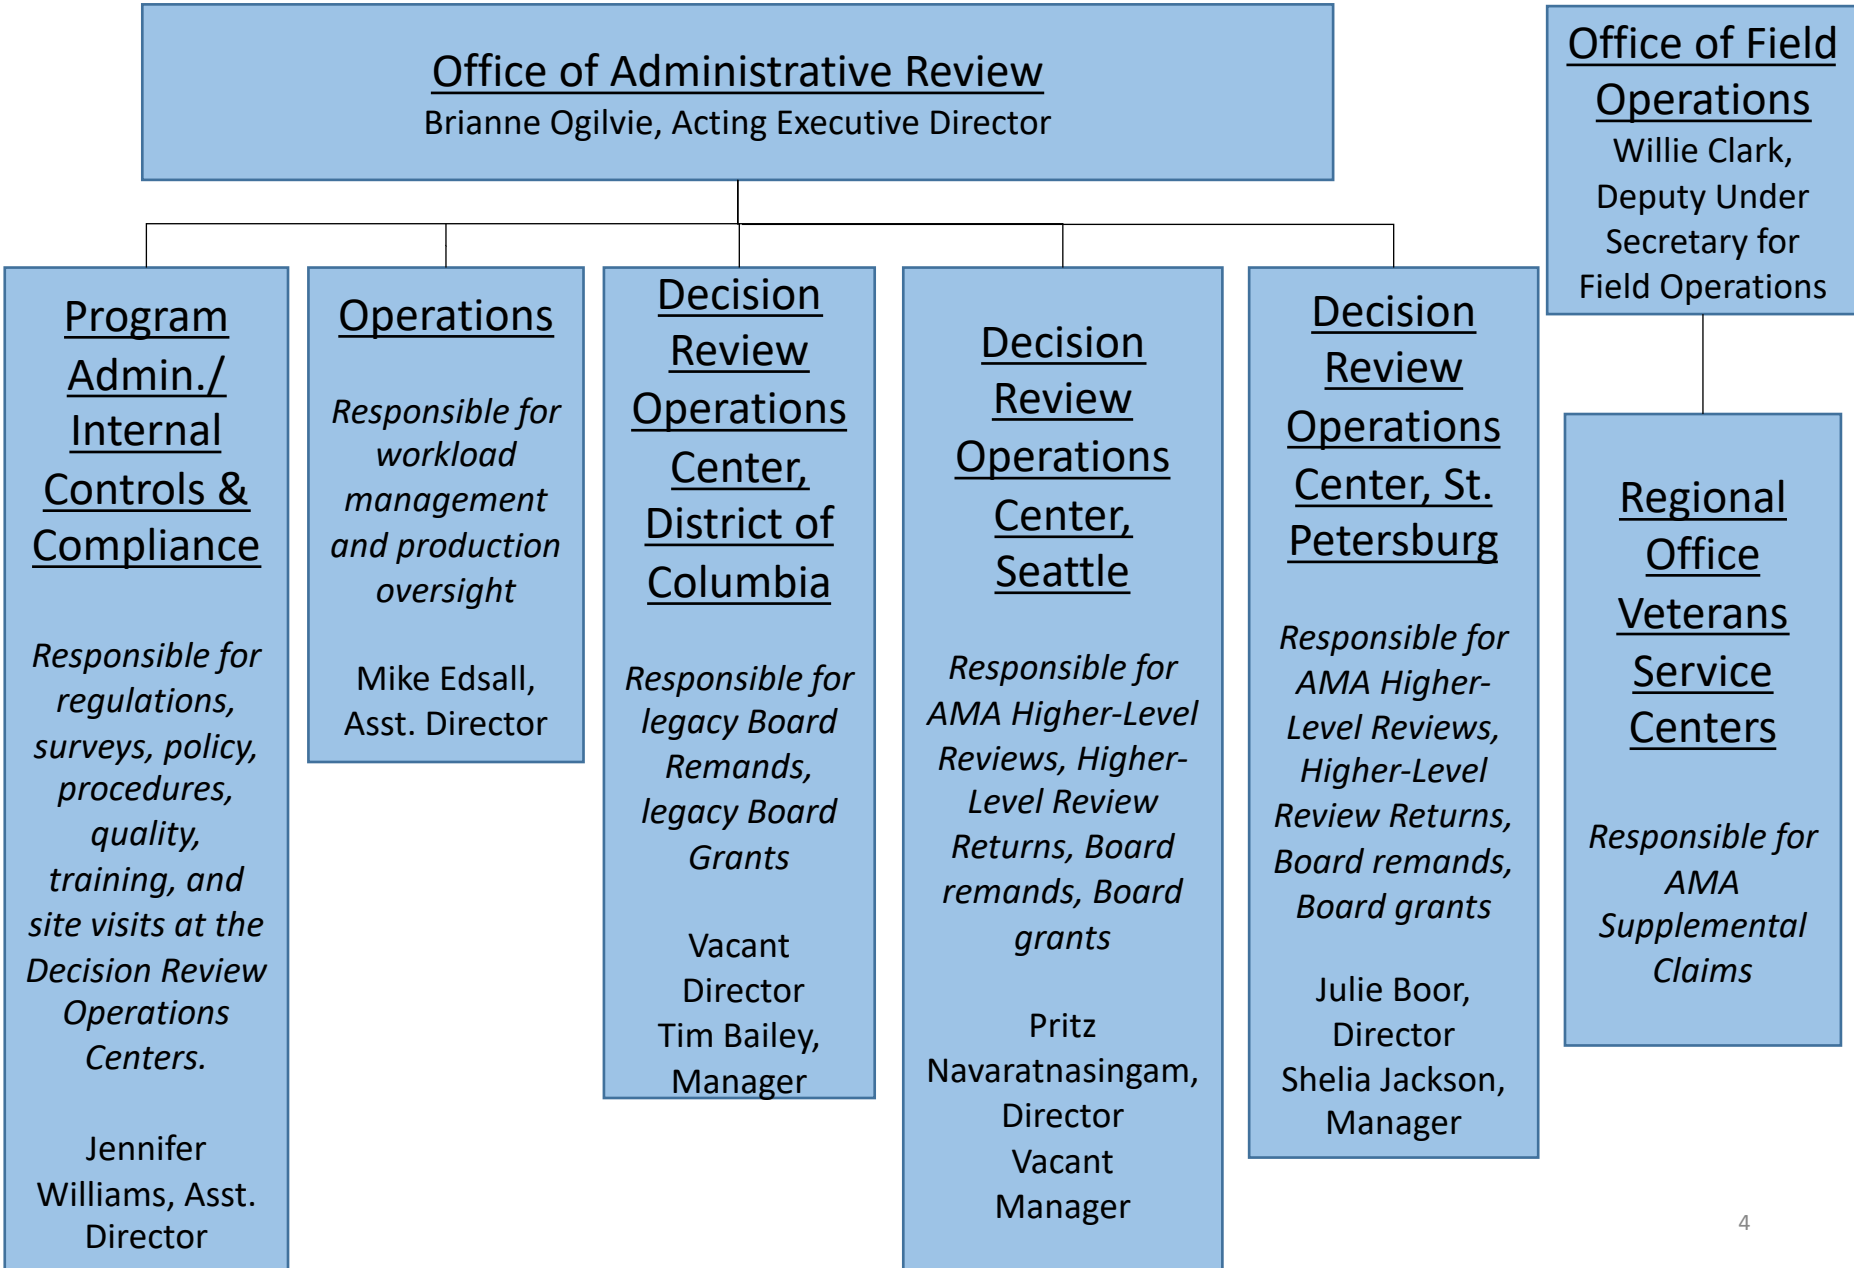 Office of Administrative Review
Brianne Ogilvie, Acting Executive Director
Office of Field
Operations
Willie Clark,
Deputy Under
Secretary for
Field Operations
Program
Admin./
Internal
Controls &
Compliance
Responsible for
regulations,
surveys, policy,
procedures,
quality,
training, and
site visits at the
Decision Review
Operations
Centers.
Jennifer
Williams, Asst.
Director
Operations
Responsible for
workload
management
and production
oversight
Mike Edsall,
Asst. Director
Decision
Review
Operations
Center,
District of
Columbia
Responsible for
legacy Board
Remands,
legacy Board
Grants
Vacant
Director
Tim Bailey,
Manager
Decision
Review
Operations
Center,
Seattle
Responsible for
AMA Higher-Level
Reviews, Higher-
Level Review
Returns, Board
remands, Board
grants
Pritz
Navaratnasingam,
Director
Vacant
Manager
Decision
Review
Operations
Center, St.
Petersburg
Responsible for
AMA Higher-
Level Reviews,
Higher-Level
Review Returns,
Board remands,
Board grants
Julie Boor,
Director
Shelia Jackson,
Manager
Regional
Office
Veterans
Service
Centers
Responsible for
AMA
Supplemental
Claims
4